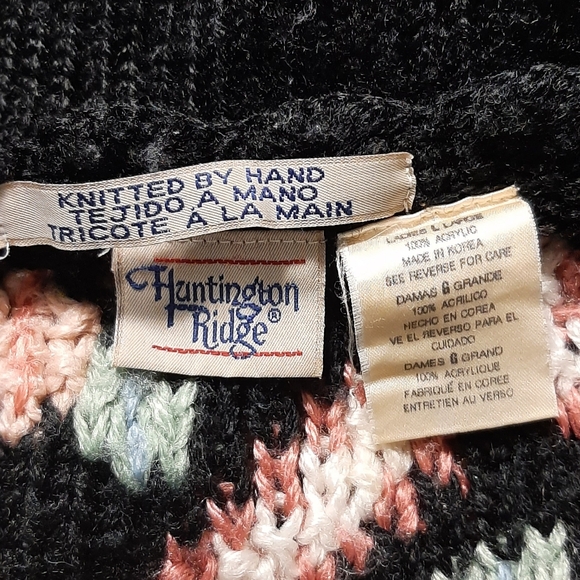 KNITTED BY HAND
TEJIDO A MANO
TRICOTE A LA MAIN
Huntington
Ridge®
LADIES L LARGE
100% ACRYLIC
MADE IN KOREA
SEE REVERSE FOR CARE
DAMAS G GRANDE
100% ACRILICO
HECHO EN COREA
VE EL REVERSO PARA EL
CUIDADO
DAMES G GRAND
100% ACRYLIQUE
FABRIQUÉ EN COREE
ENTRETIEN AU VERSO